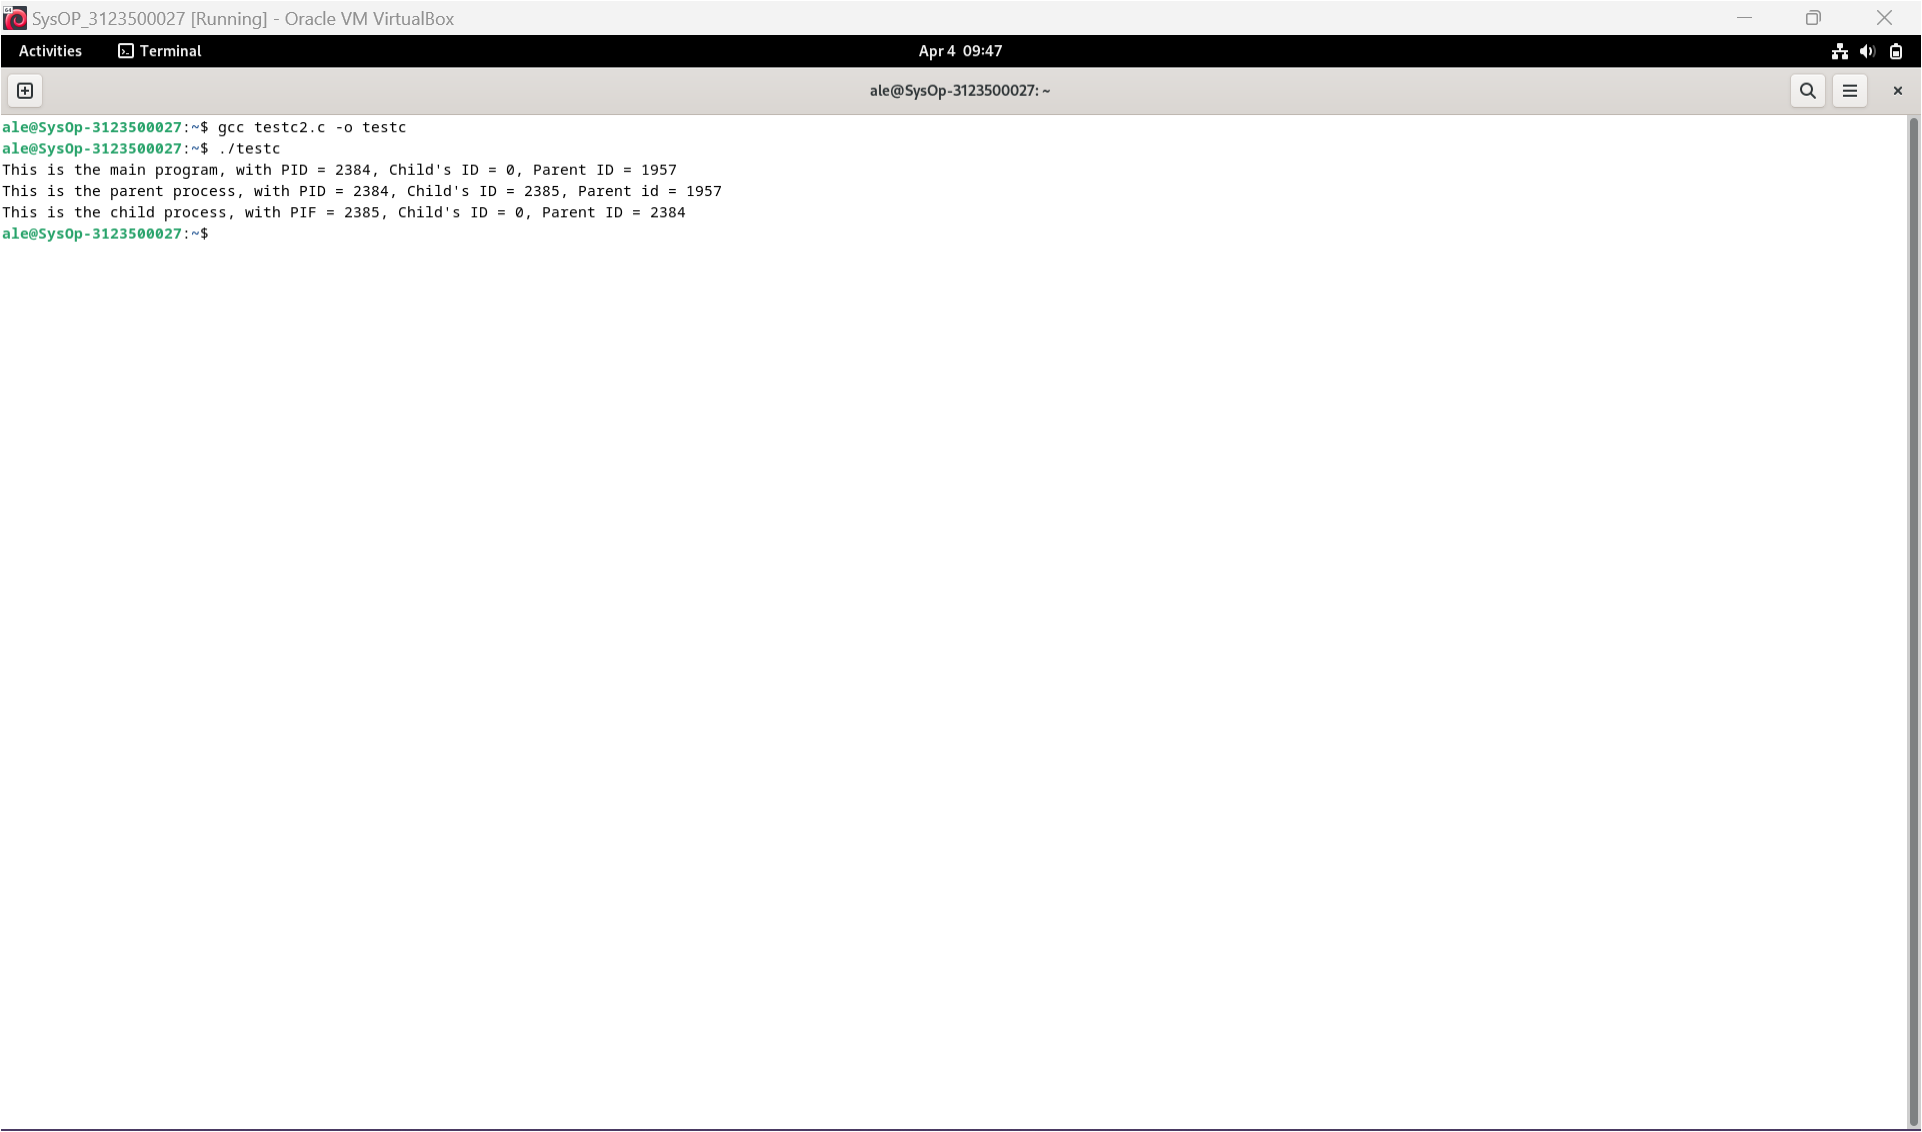 SysOP_3123500027 [Running] - Oracle VM VirtualBox
Activities Terminal Apr 4 09:47
ale@SysOp-3123500027: ~
ale@SysOp-3123500027:~$ gcc testc2.c -o testc
ale@SysOp-3123500027:~$ ./testc
This is the main program, with PID = 2384, Child's ID = 0, Parent ID = 1957
This is the parent process, with PID = 2384, Child's ID = 2385, Parent id = 1957
This is the child process, with PIF = 2385, Child's ID = 0, Parent ID = 2384
ale@SysOp-3123500027:~$